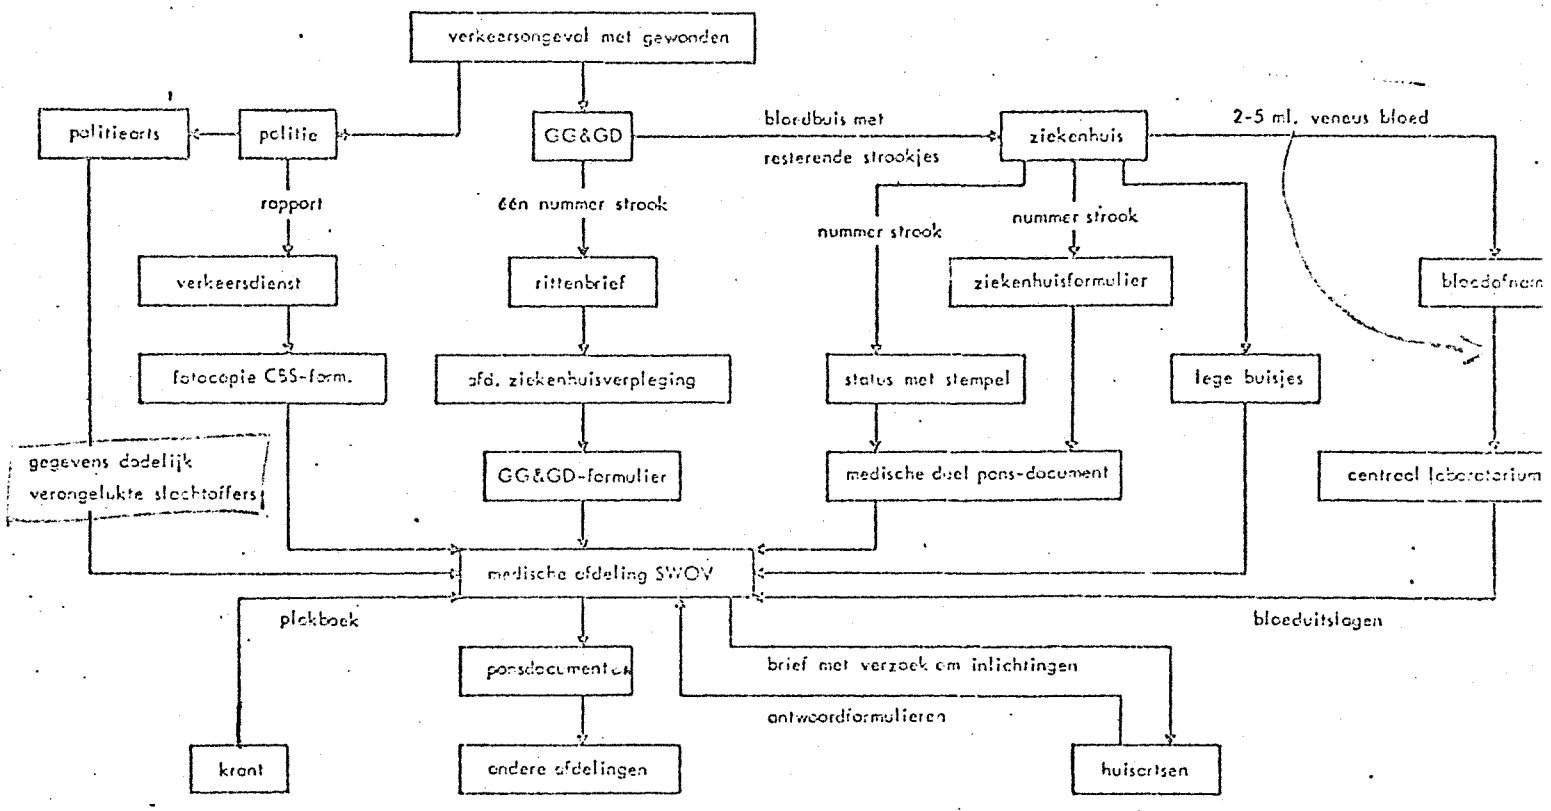 verkeersongeval met gewonden
politiearts
politie
GG&GD
bloedbuis met
resterende strookjes
ziekenhuis
2-5 ml. veneus bloed
rapport
één nummer strook
nummer strook
nummer strook
verkeersdienst
rittenbrief
ziekenhuisformulier
bloedafnam
fotocopie CBS-form.
afd. ziekenhuisverpleging
status met stempel
lege buisjes
gegevens dodelijk
verongelukte slachtoffers
GG&GD-formulier
medische deel pons-document
centraal laboratorium
medische afdeling SWOV
plakboek
bloeduitslagen
ponsdocumenten
brief met verzoek om inlichtingen
antwoordformulieren
krant
andere afdelingen
huisartsen